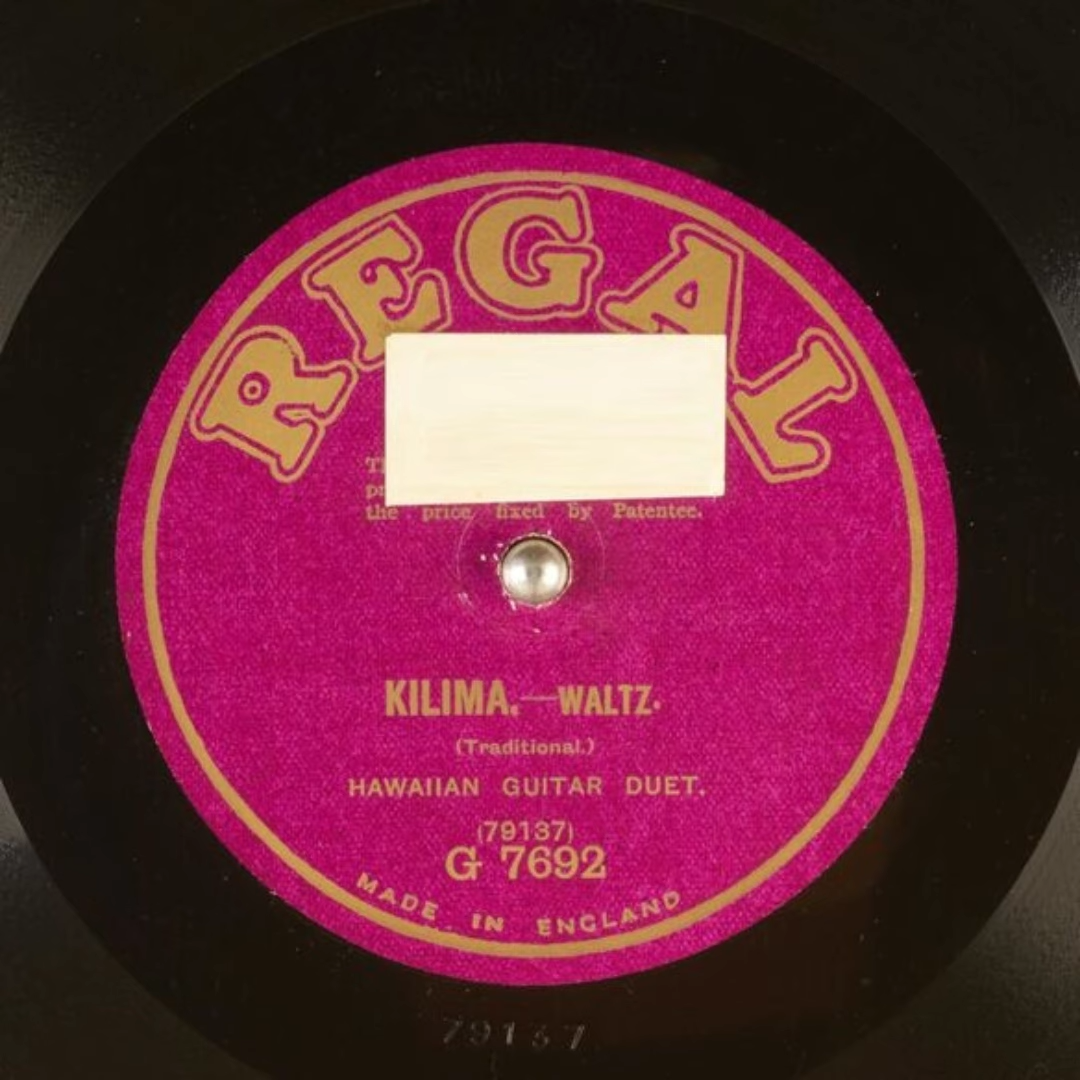 REGAL
the price fixed by Patentee.
KILIMA.—WALTZ.
(Traditional.)
HAWAIIAN GUITAR DUET.
(79137)
G 7692
MADE IN ENGLAND
79137